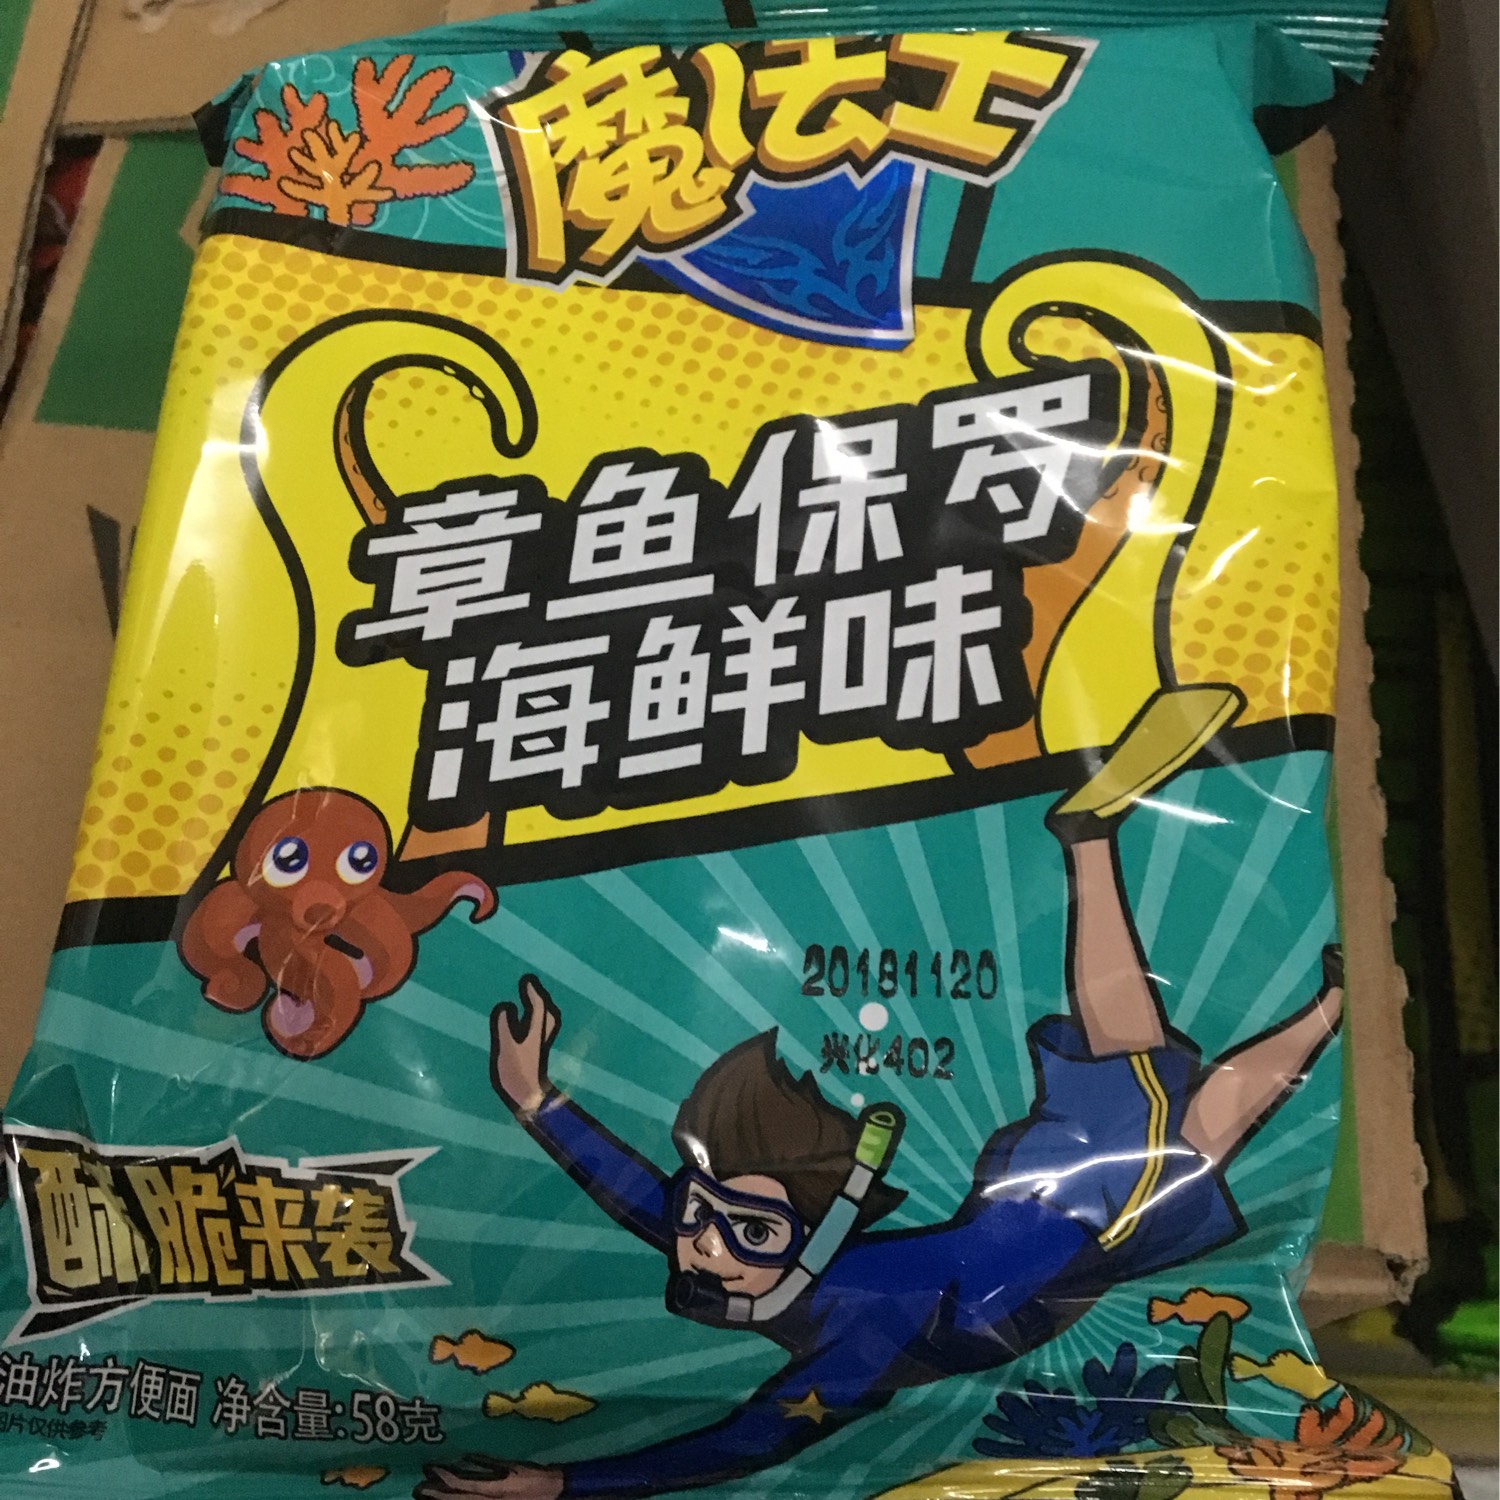 魔法士
章鱼保罗
海鲜味
20181120
兴化402
酥脆来袭
油炸方便面 净含量:58克
图片仅供参考